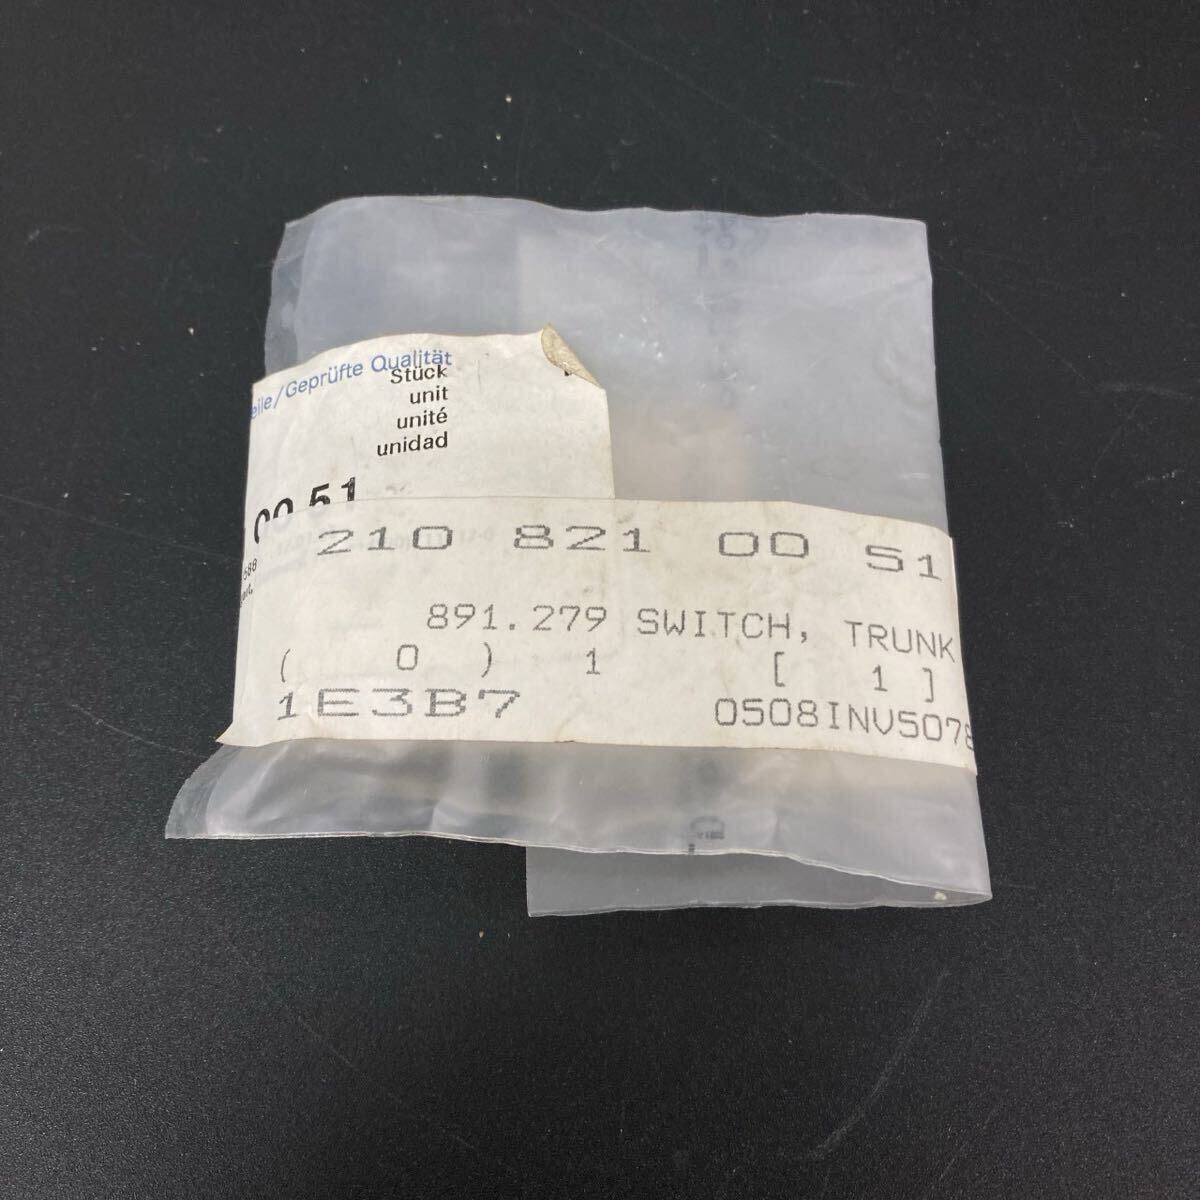 eile/Geprüfte Qualität
Stück
unit
unité
unidad
00 51
210 821 00 51
891.279 SWITCH, TRUNK
( 0 ) 1 [ 1 ]
1E3B7 0508INV5078